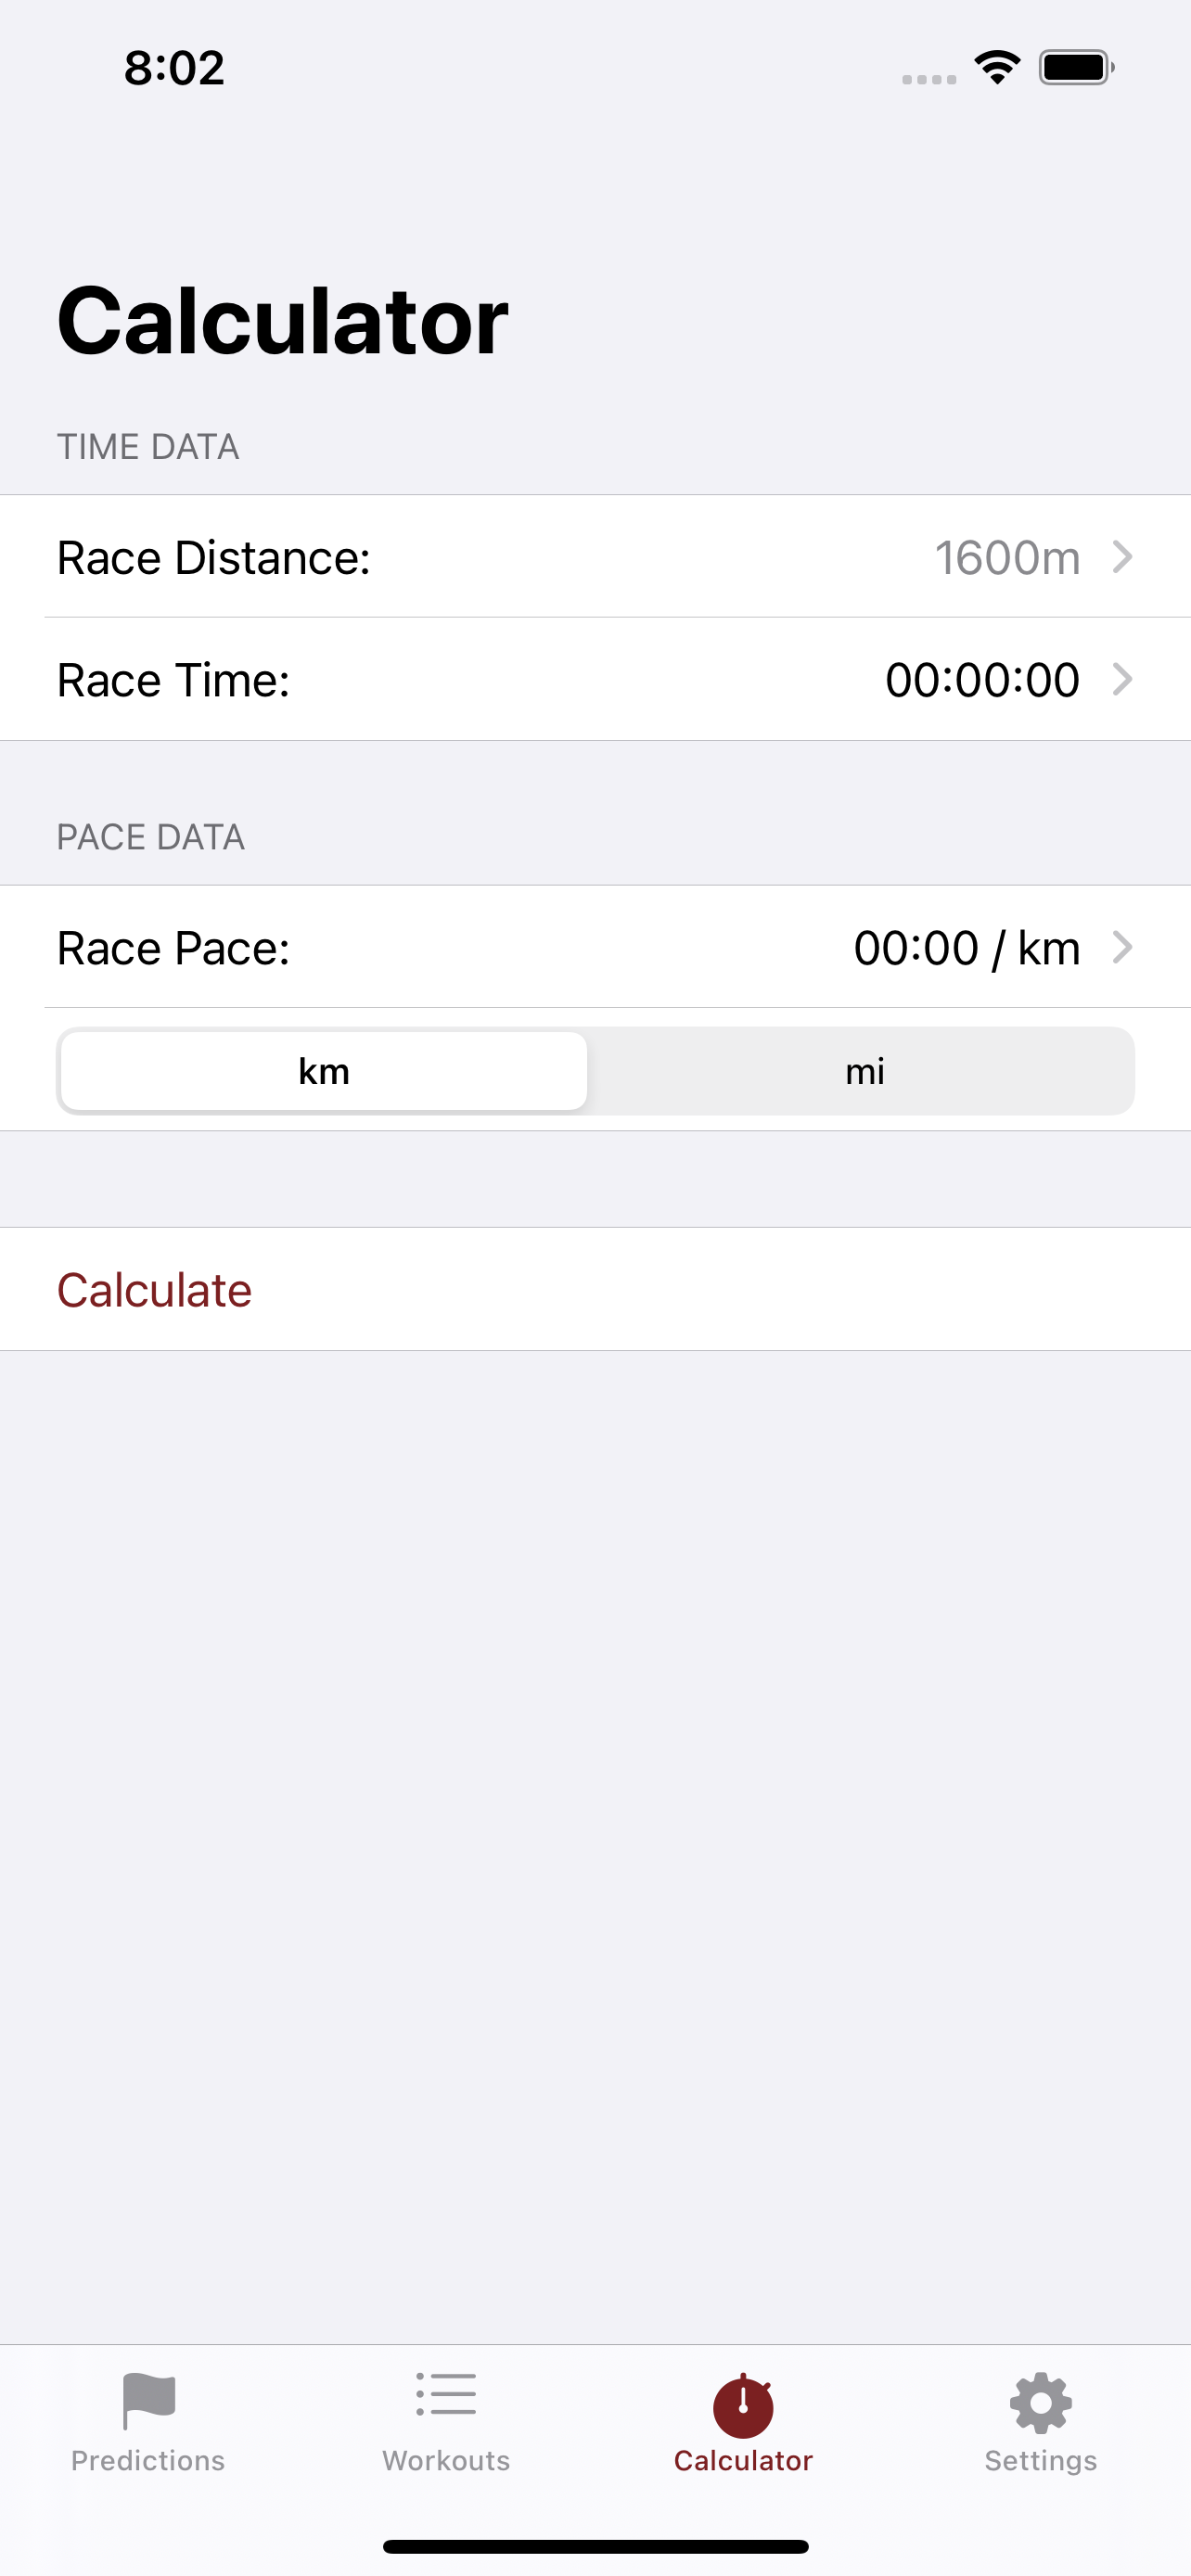 8:02
Calculator
TIME DATA
Race Distance: 1600m
Race Time: 00:00:00
PACE DATA
Race Pace: 00:00 / km
km mi
Calculate
Predictions Workouts Calculator Settings